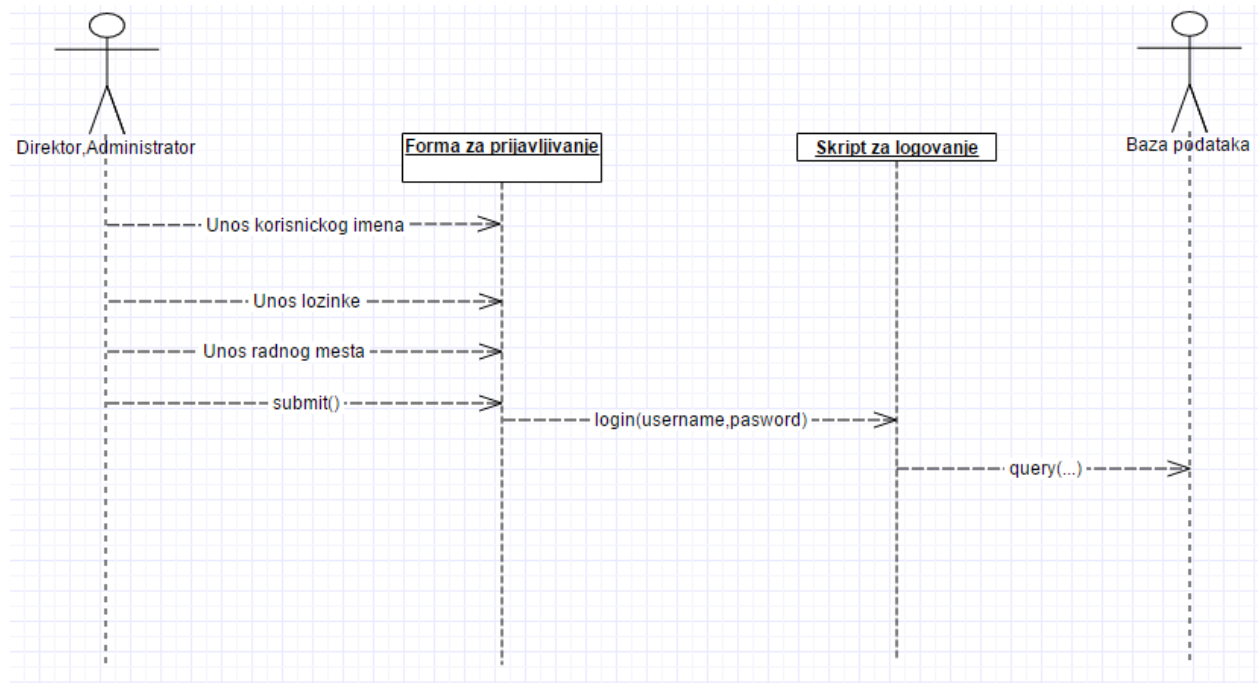 Direktor,Administrator
Forma za prijavljivanje
Skript za logovanje
Baza podataka
Unos korisnickog imena
Unos lozinke
Unos radnog mesta
submit()
login(username,pasword)
query(...)